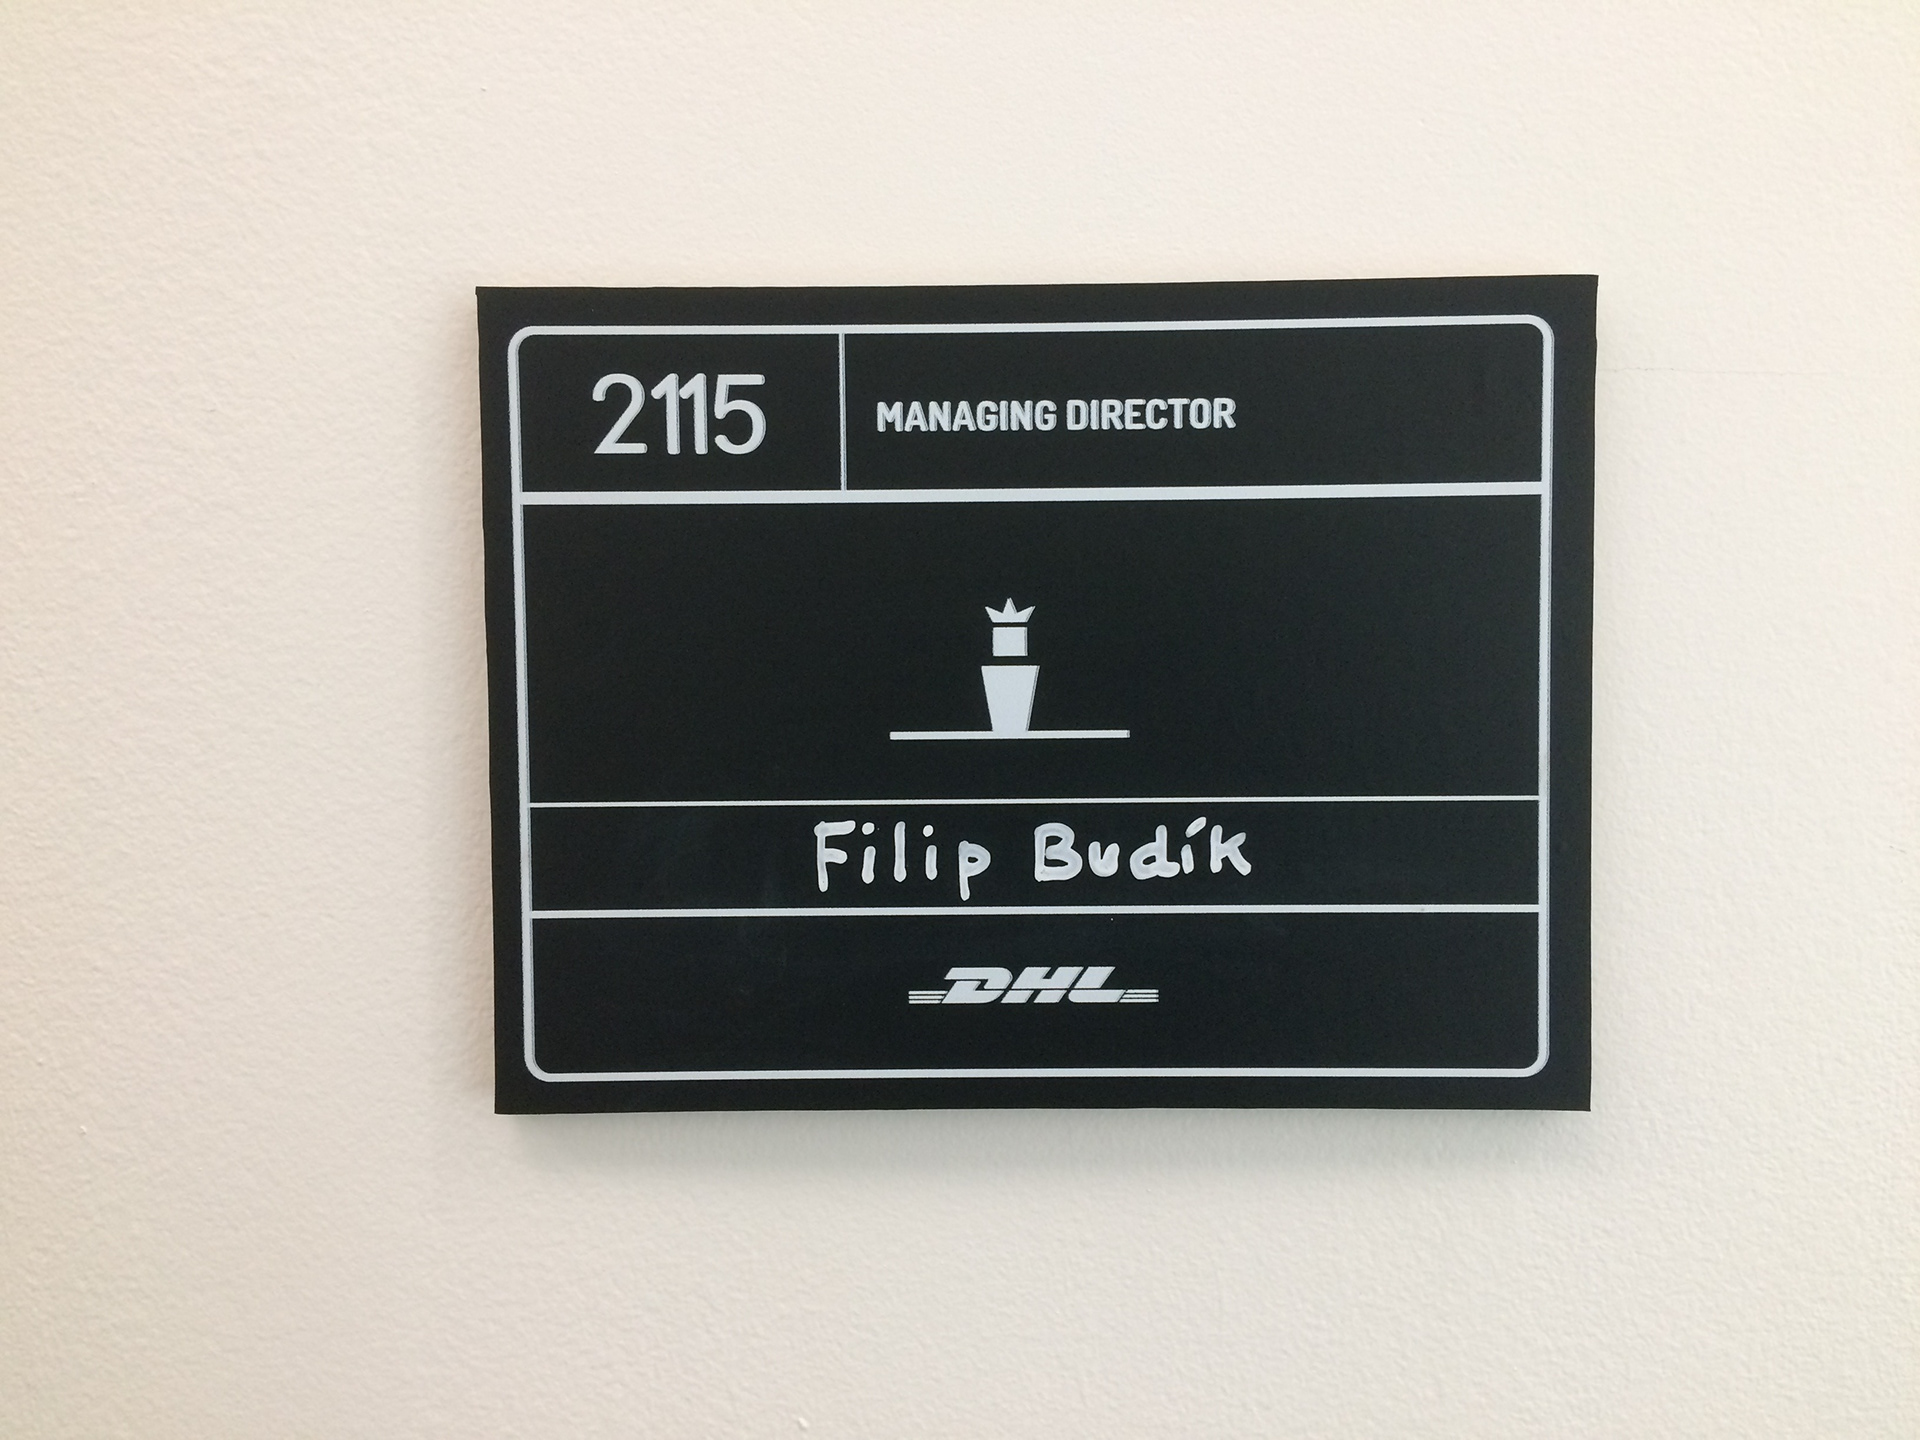 2115
MANAGING DIRECTOR
Filip Budík
DHL